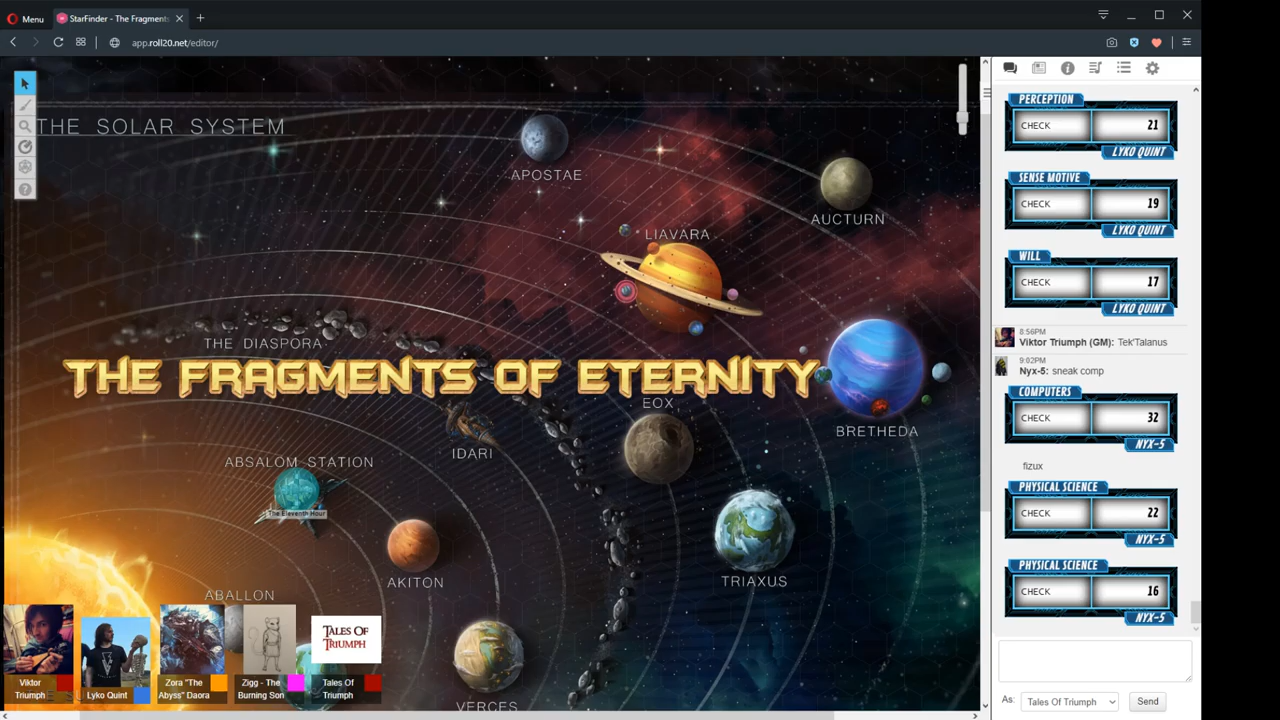 Menu
StarFinder - The Fragments
app.roll20.net/editor/
THE SOLAR SYSTEM
APOSTAE
AUCTURN
LIAVARA
THE DIASPORA
THE FRAGMENTS OF ETERNITY
EOX
BRETHEDA
IDARI
ABSALOM STATION
The Eleventh Hour
AKITON
TRIAXUS
ABALLON
VERCES
Viktor
Triumph
Lyko Quint
Zora "The
Abyss" Daora
Zigg - The
Burning Son
TALES OF
TRIUMPH
Tales Of
Triumph
PERCEPTION
CHECK 21
LYKO QUINT
SENSE MOTIVE
CHECK 19
LYKO QUINT
WILL
CHECK 17
LYKO QUINT
8:56PM
Viktor Triumph (GM): Tek'Talanus
9:02PM
Nyx-5: sneak comp
COMPUTERS
CHECK 32
NYX-5
fizux
PHYSICAL SCIENCE
CHECK 22
NYX-5
PHYSICAL SCIENCE
CHECK 16
NYX-5
As: Tales Of Triumph Send